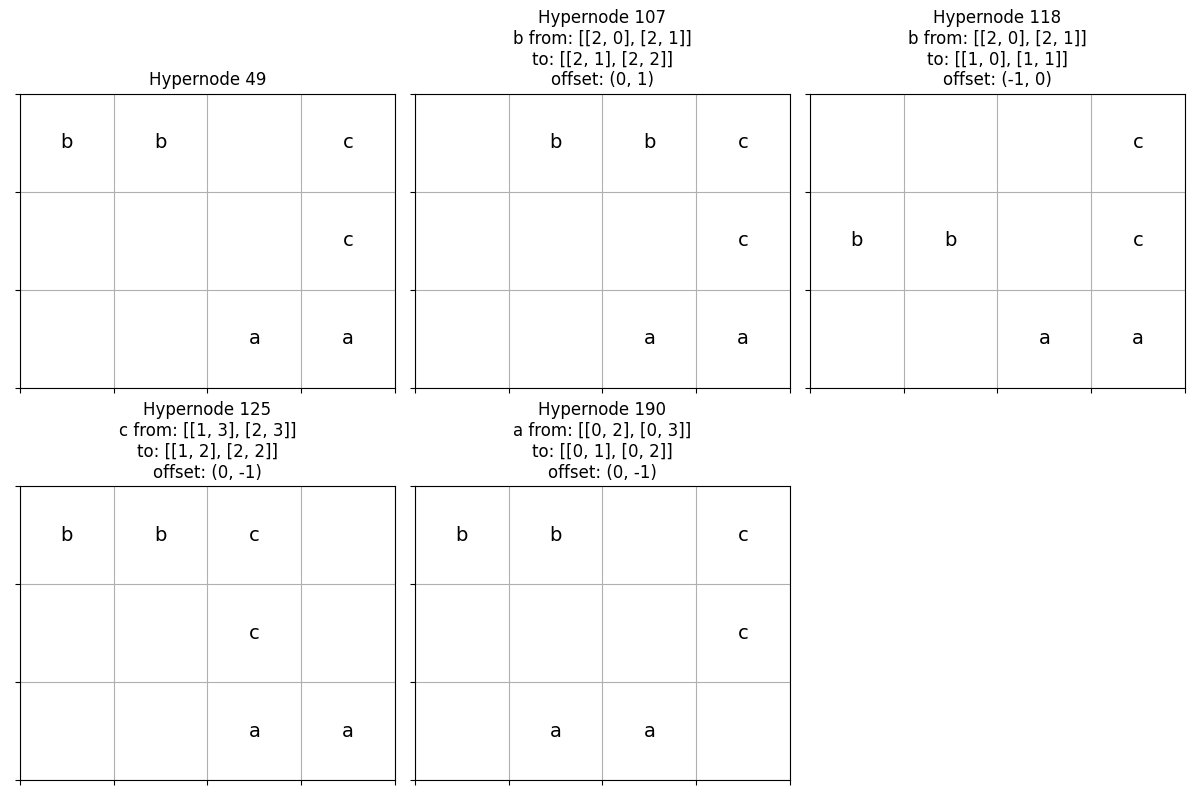 Hypernode 49
b b c
c
a a
Hypernode 107
b from: [[2, 0], [2, 1]]
to: [[2, 1], [2, 2]]
offset: (0, 1)
b b c
c
a a
Hypernode 118
b from: [[2, 0], [2, 1]]
to: [[1, 0], [1, 1]]
offset: (-1, 0)
c
b b c
a a
Hypernode 125
c from: [[1, 3], [2, 3]]
to: [[1, 2], [2, 2]]
offset: (0, -1)
b b c
c
a a
Hypernode 190
a from: [[0, 2], [0, 3]]
to: [[0, 1], [0, 2]]
offset: (0, -1)
b b c
c
a a